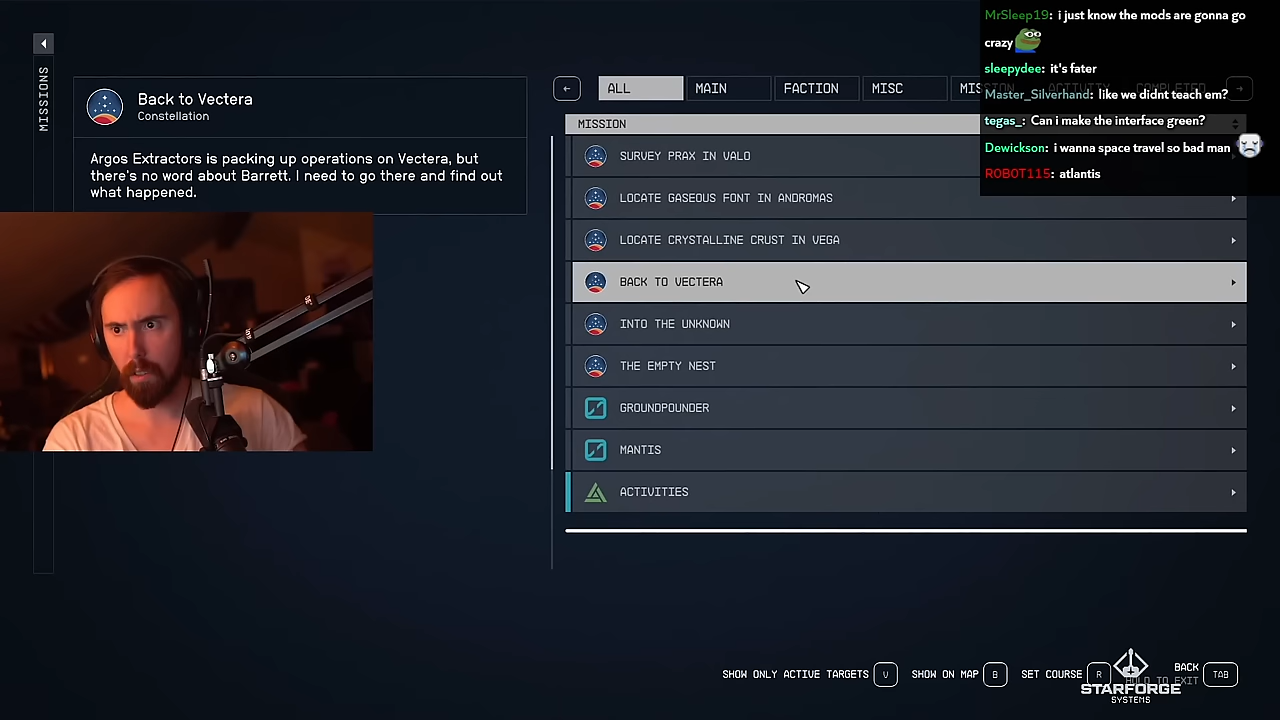 MISSIONS
Back to Vectera
Constellation
Argos Extractors is packing up operations on Vectera, but
there's no word about Barrett. I need to go there and find out
what happened.
ALL
MAIN
FACTION
MISC
MISSION
SURVEY PRAX IN VALO
LOCATE GASEOUS FONT IN ANDROMAS
LOCATE CRYSTALLINE CRUST IN VEGA
BACK TO VECTERA
INTO THE UNKNOWN
THE EMPTY NEST
GROUNDPOUNDER
MANTIS
ACTIVITIES
MrSleep19: i just know the mods are gonna go
crazy
sleepydee: it's fater
Master_Silverhand: like we didnt teach em?
tegas_: Can i make the interface green?
Dewickson: i wanna space travel so bad man
R0BOT115: atlantis
SHOW ONLY ACTIVE TARGETS V
SHOW ON MAP B
SET COURSE R
BACK TAB
HOLD TO EXIT
STARFORGE
SYSTEMS